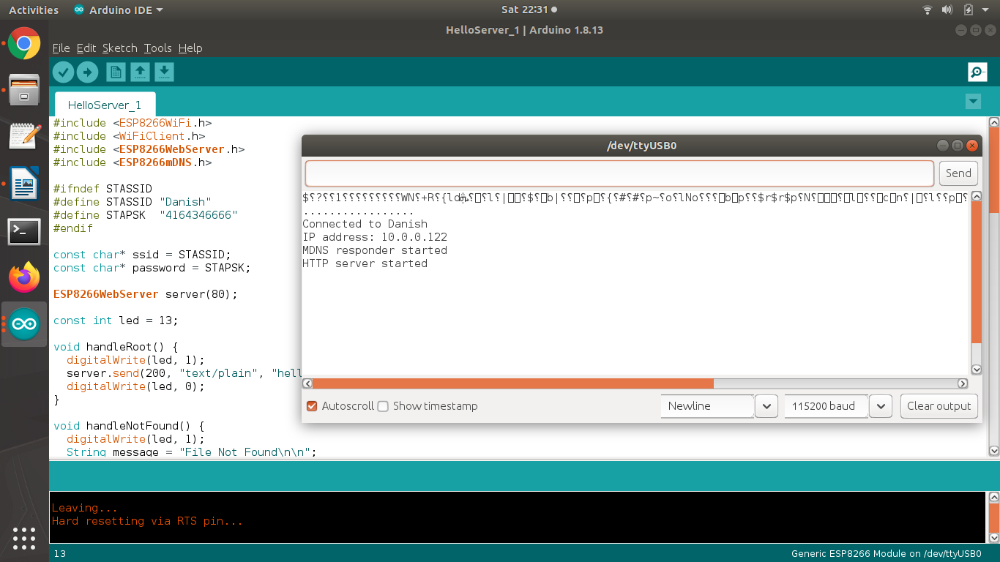 Activities
Arduino IDE
Sat 22:31
HelloServer_1 | Arduino 1.8.13
File Edit Sketch Tools Help
HelloServer_1
#include <ESP8266WiFi.h>
#include <WiFiClient.h>
#include <ESP8266WebServer.h>
#include <ESP8266mDNS.h>
#ifndef STASSID
#define STASSID "Danish"
#define STAPSK  "4164346666"
#endif
const char* ssid = STASSID;
const char* password = STAPSK;
ESP8266WebServer server(80);
const int led = 13;
void handleRoot() {
digitalWrite(led, 1);
server.send(200, "text/plain", "hell
digitalWrite(led, 0);
}
void handleNotFound() {
digitalWrite(led, 1);
String message = "File Not Found\n\n";
/dev/ttyUSB0
Send
.................
Connected to Danish
IP address: 10.0.0.122
MDNS responder started
HTTP server started
Autoscroll
Show timestamp
Newline
115200 baud
Clear output
Leaving...
Hard resetting via RTS pin...
13
Generic ESP8266 Module on /dev/ttyUSB0